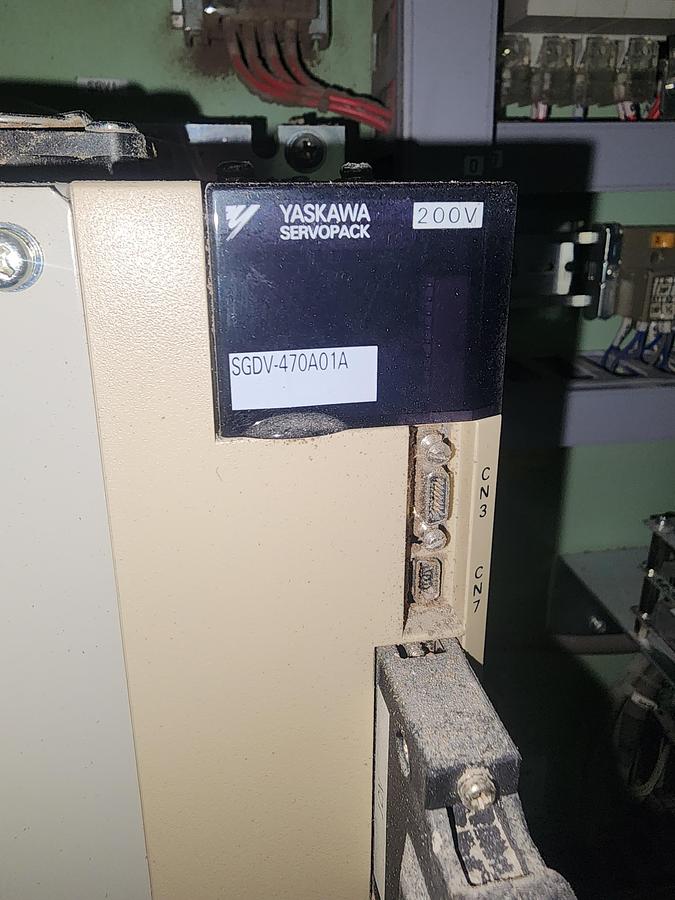 YASKAWA
SERVOPACK
200V
SGDV-470A01A
CN3
CN7